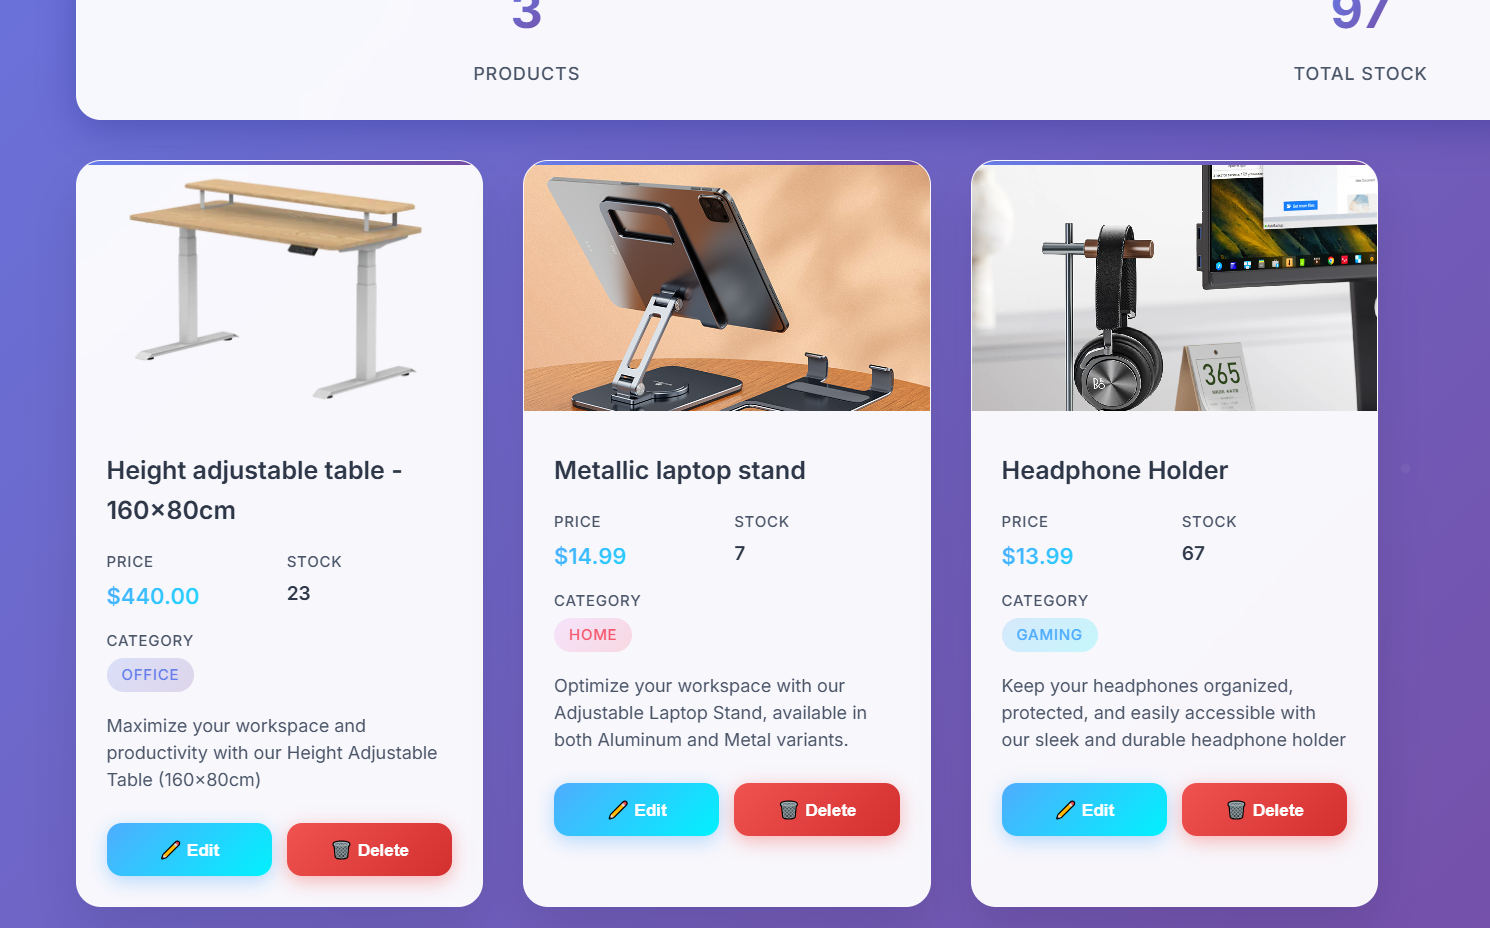 3
97
PRODUCTS
TOTAL STOCK
365
Height adjustable table -
160x80cm
PRICE
STOCK
$440.00
23
CATEGORY
OFFICE
Maximize your workspace and
productivity with our Height Adjustable
Table (160×80cm)
Edit
Delete
Metallic laptop stand
PRICE
STOCK
$14.99
7
CATEGORY
HOME
Optimize your workspace with our
Adjustable Laptop Stand, available in
both Aluminum and Metal variants.
Edit
Delete
Headphone Holder
PRICE
STOCK
$13.99
67
CATEGORY
GAMING
Keep your headphones organized,
protected, and easily accessible with
our sleek and durable headphone holder
Edit
Delete